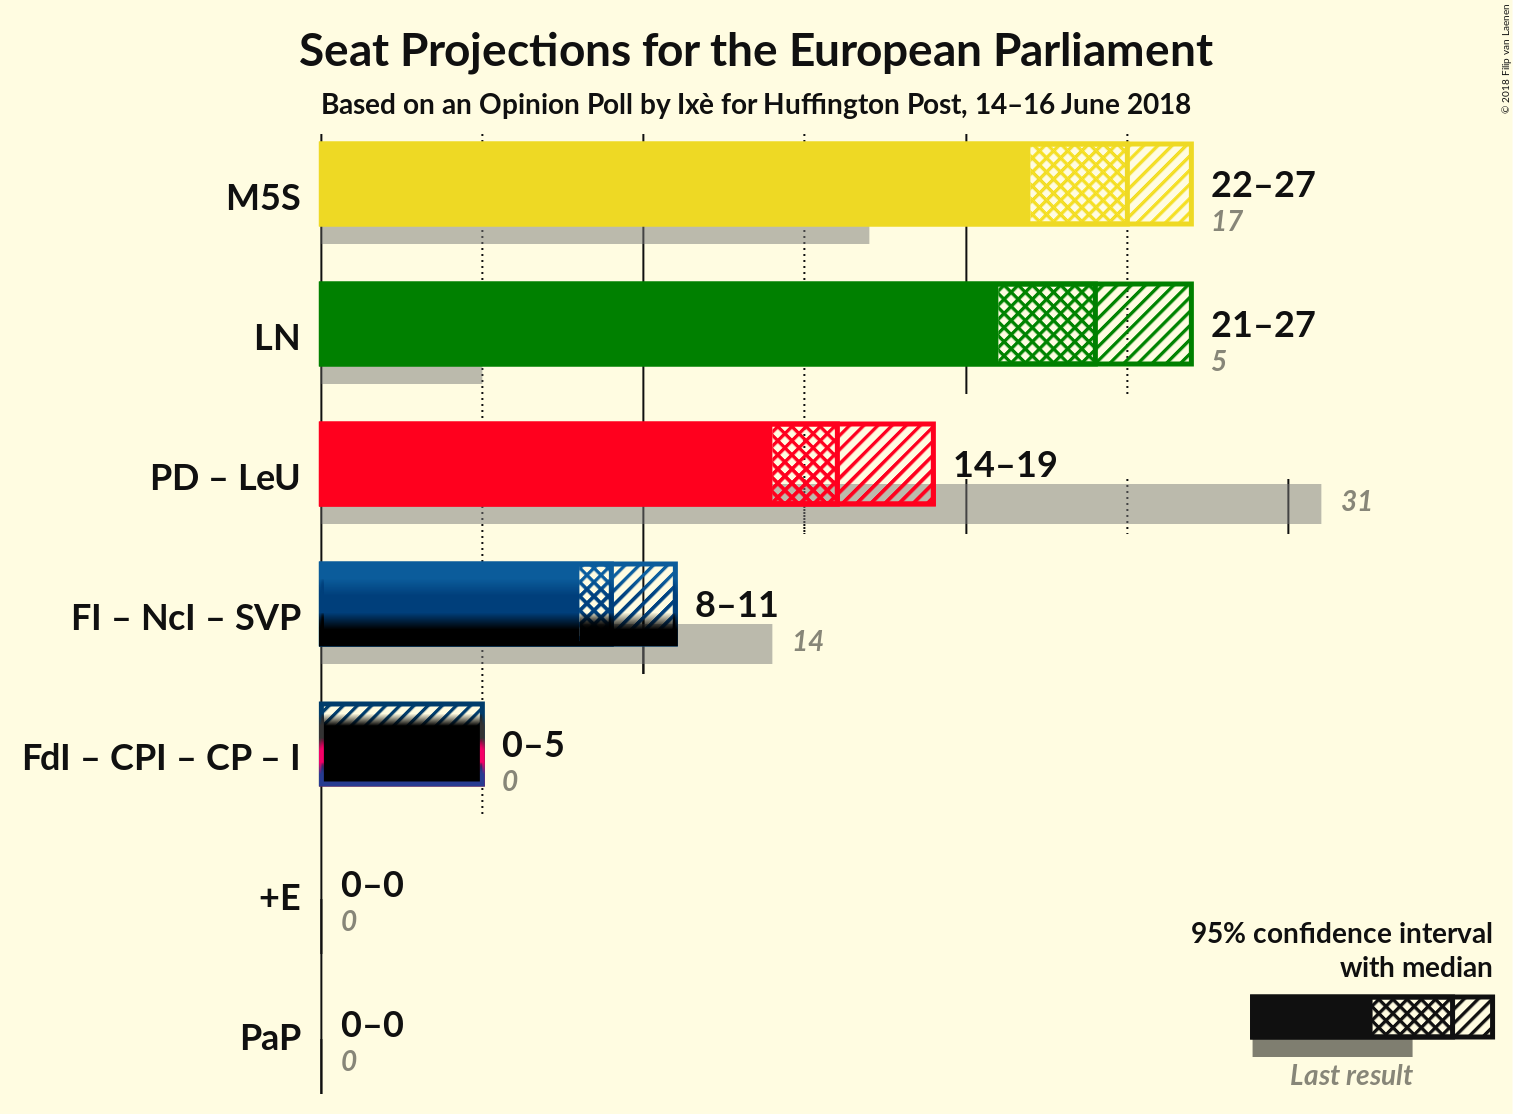 Seat Projections for the European Parliament
Based on an Opinion Poll by Ixè for Huffington Post, 14–16 June 2018
© 2018 Filip van Laenen
M5S
22–27
17
LN
21–27
5
PD – LeU
14–19
31
FI – NcI – SVP
8–11
14
FdI – CPI – CP – I
0–5
0
+E
0–0
0
PaP
0–0
0
95% confidence interval
with median
Last result